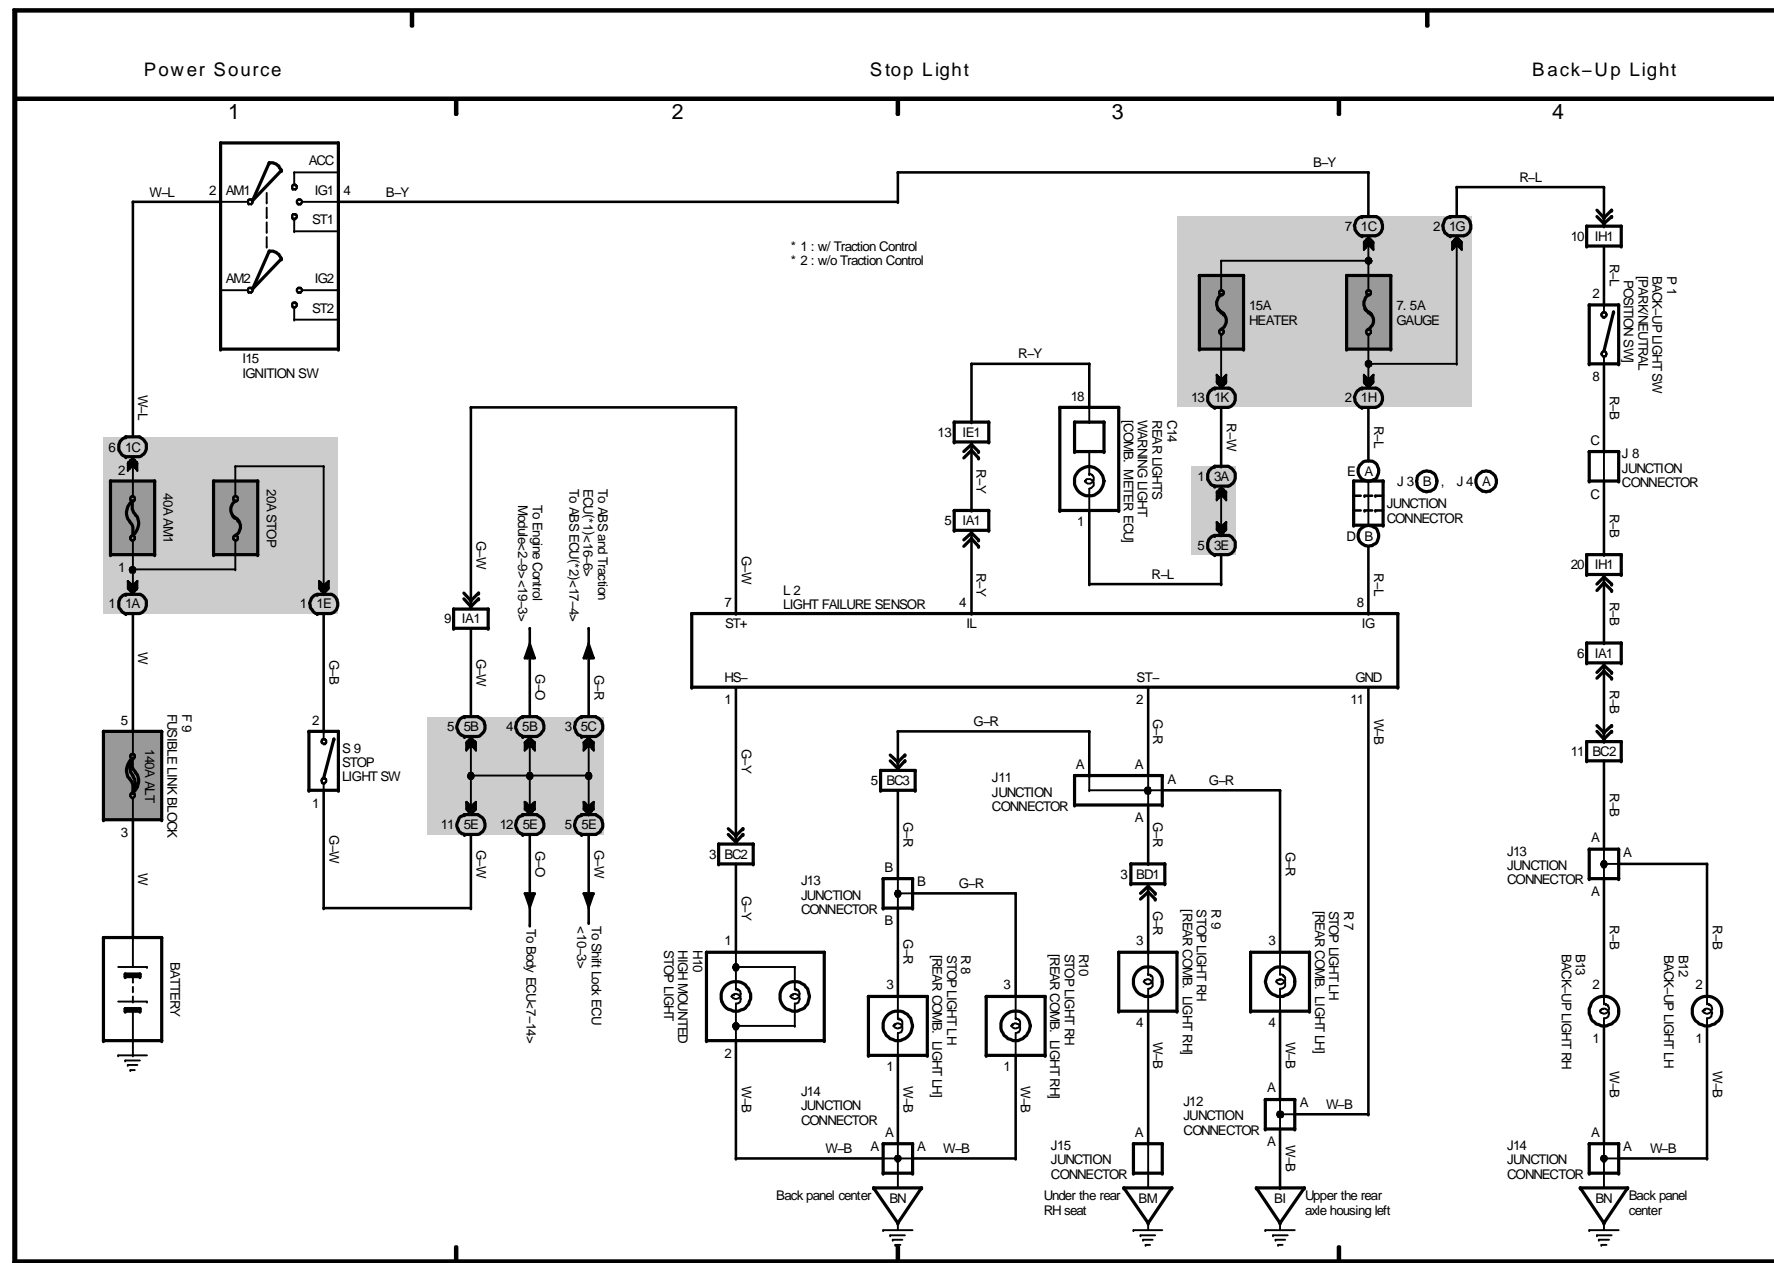 Power Source
Stop Light
Back–Up Light
1
2
3
4
W–L
2
AM1
ACC
IG1
ST1
4
B–Y
AM2
IG2
ST2
I15
IGNITION SW
B–Y
* 1 : w/ Traction Control
* 2 : w/o Traction Control
R–L
7
1C
2
1G
15A
HEATER
7. 5A
GAUGE
13
1K
2
1H
10
IH1
R–L
P 1
BACK–UP LIGHT SW
[PARK/NEUTRAL
POSITION SW]
2
8
R–B
C
J 8
JUNCTION
CONNECTOR
C
R–B
20
IH1
R–B
6
IA1
R–B
11
BC2
R–B
J13
JUNCTION
CONNECTOR
A
A
A
R–B
R–B
B13
BACK–UP LIGHT RH
2
1
B12
BACK–UP LIGHT LH
2
1
W–B
W–B
J14
JUNCTION
CONNECTOR
A
A
W–B
BN
Back panel
center
W–L
6
1C
2
40A AM1
1
20A STOP
1
1A
1
1E
W
5
F 9
FUSIBLE LINK BLOCK
140A ALT
3
W
BATTERY
G–B
2
S 9
STOP
LIGHT SW
1
G–W
G–W
9
IA1
G–W
To Engine Control
Module<2–9><19–3>
To ABS and Traction
ECU(*1)<16–6>
To ABS ECU(*2)<17–4>
G–O
G–R
5
5B
4
5B
3
5C
11
5E
12
5E
5
5E
G–W
G–O
G–W
To Body ECU<7–14>
To Shift Lock ECU
<10–3>
G–W
R–Y
13
IE1
R–Y
5
IA1
R–Y
18
C14
REAR LIGHTS
WARNING LIGHT
[COMB. METER ECU]
1
R–L
R–W
1
3A
5
3E
R–L
E
A
J 3
B
,
J 4
A
JUNCTION
CONNECTOR
D
B
R–L
L 2
LIGHT FAILURE SENSOR
7
ST+
4
IL
8
IG
HS–
1
ST–
2
GND
11
G–Y
3
BC2
G–Y
1
H10
HIGH MOUNTED
STOP LIGHT
2
W–B
W–B
G–R
5
BC3
G–R
J13
JUNCTION
CONNECTOR
B
B
B
G–R
G–R
3
R 8
STOP LIGHT LH
[REAR COMB. LIGHT LH]
1
W–B
3
R10
STOP LIGHT RH
[REAR COMB. LIGHT RH]
1
W–B
J14
JUNCTION
CONNECTOR
A
A
A
W–B
Back panel center
BN
G–R
J11
JUNCTION
CONNECTOR
A
A
A
A
G–R
G–R
3
BD1
G–R
3
R 9
STOP LIGHT RH
[REAR COMB. LIGHT RH]
4
W–B
J15
JUNCTION
CONNECTOR
A
Under the rear
RH seat
BM
G–R
3
R 7
STOP LIGHT LH
[REAR COMB. LIGHT LH]
4
W–B
J12
JUNCTION
CONNECTOR
A
A
A
W–B
W–B
W–B
BI
Upper the rear
axle housing left